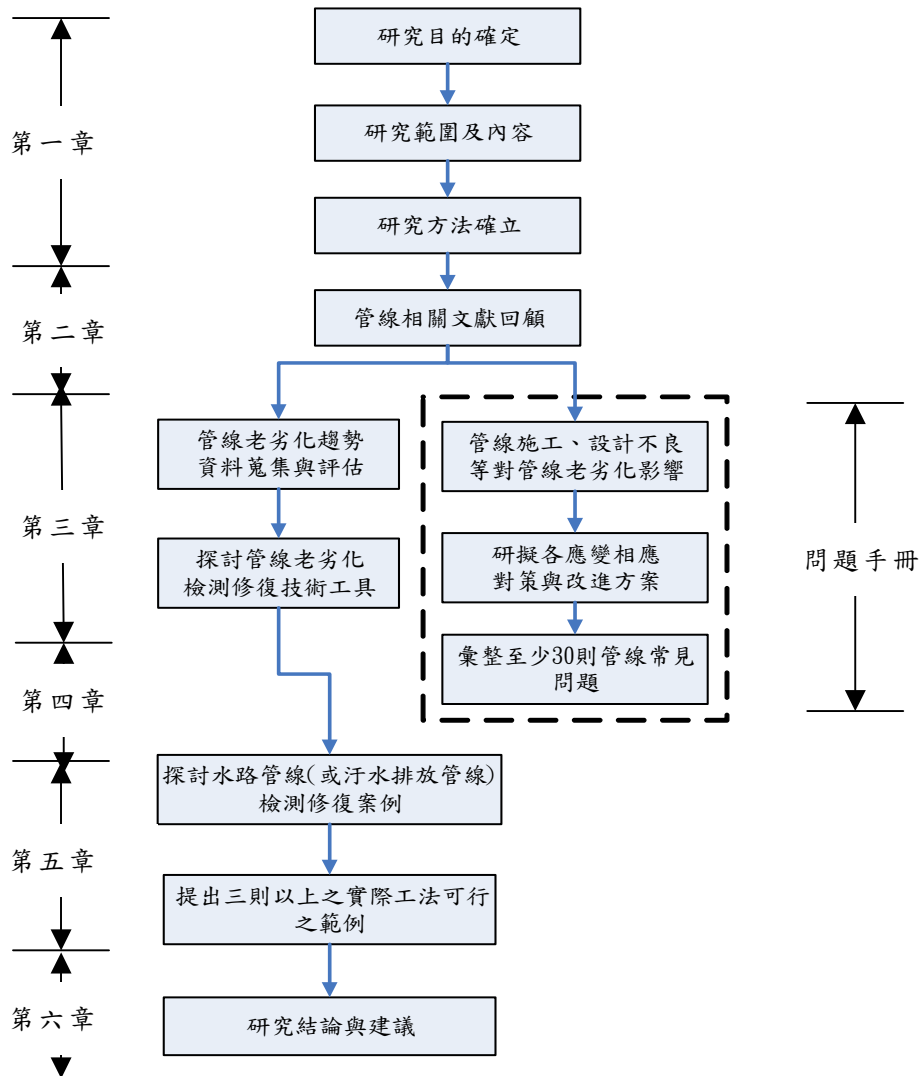 研究目的確定
第一章
研究範圍及內容
研究方法確立
第二章
管線相關文獻回顧
第三章
管線老劣化趨勢
資料蒐集與評估
探討管線老劣化
檢測修復技術工具
管線施工、設計不良
等對管線老劣化影響
研擬各應變相應
對策與改進方案
彙整至少30則管線常見
問題
問題手冊
第四章
探討水路管線(或汙水排放管線)
檢測修復案例
第五章
提出三則以上之實際工法可行
之範例
第六章
研究結論與建議